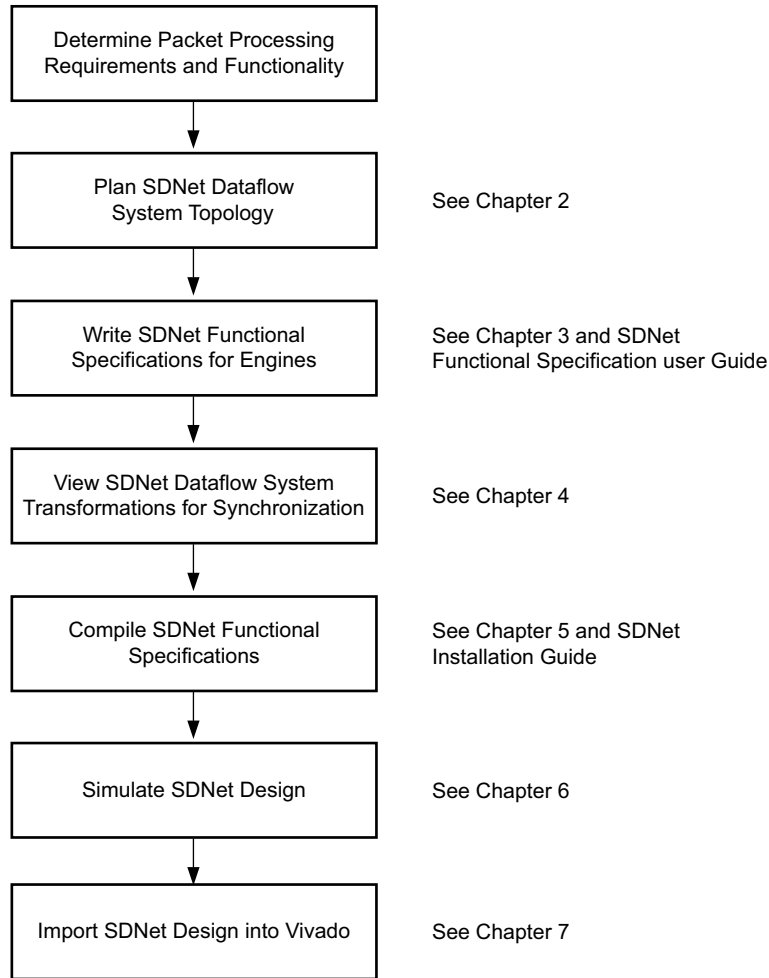 Determine Packet Processing
Requirements and Functionality
Plan SDNet Dataflow
System Topology
See Chapter 2
Write SDNet Functional
Specifications for Engines
See Chapter 3 and SDNet
Functional Specification user Guide
View SDNet Dataflow System
Transformations for Synchronization
See Chapter 4
Compile SDNet Functional
Specifications
See Chapter 5 and SDNet
Installation Guide
Simulate SDNet Design
See Chapter 6
Import SDNet Design into Vivado
See Chapter 7